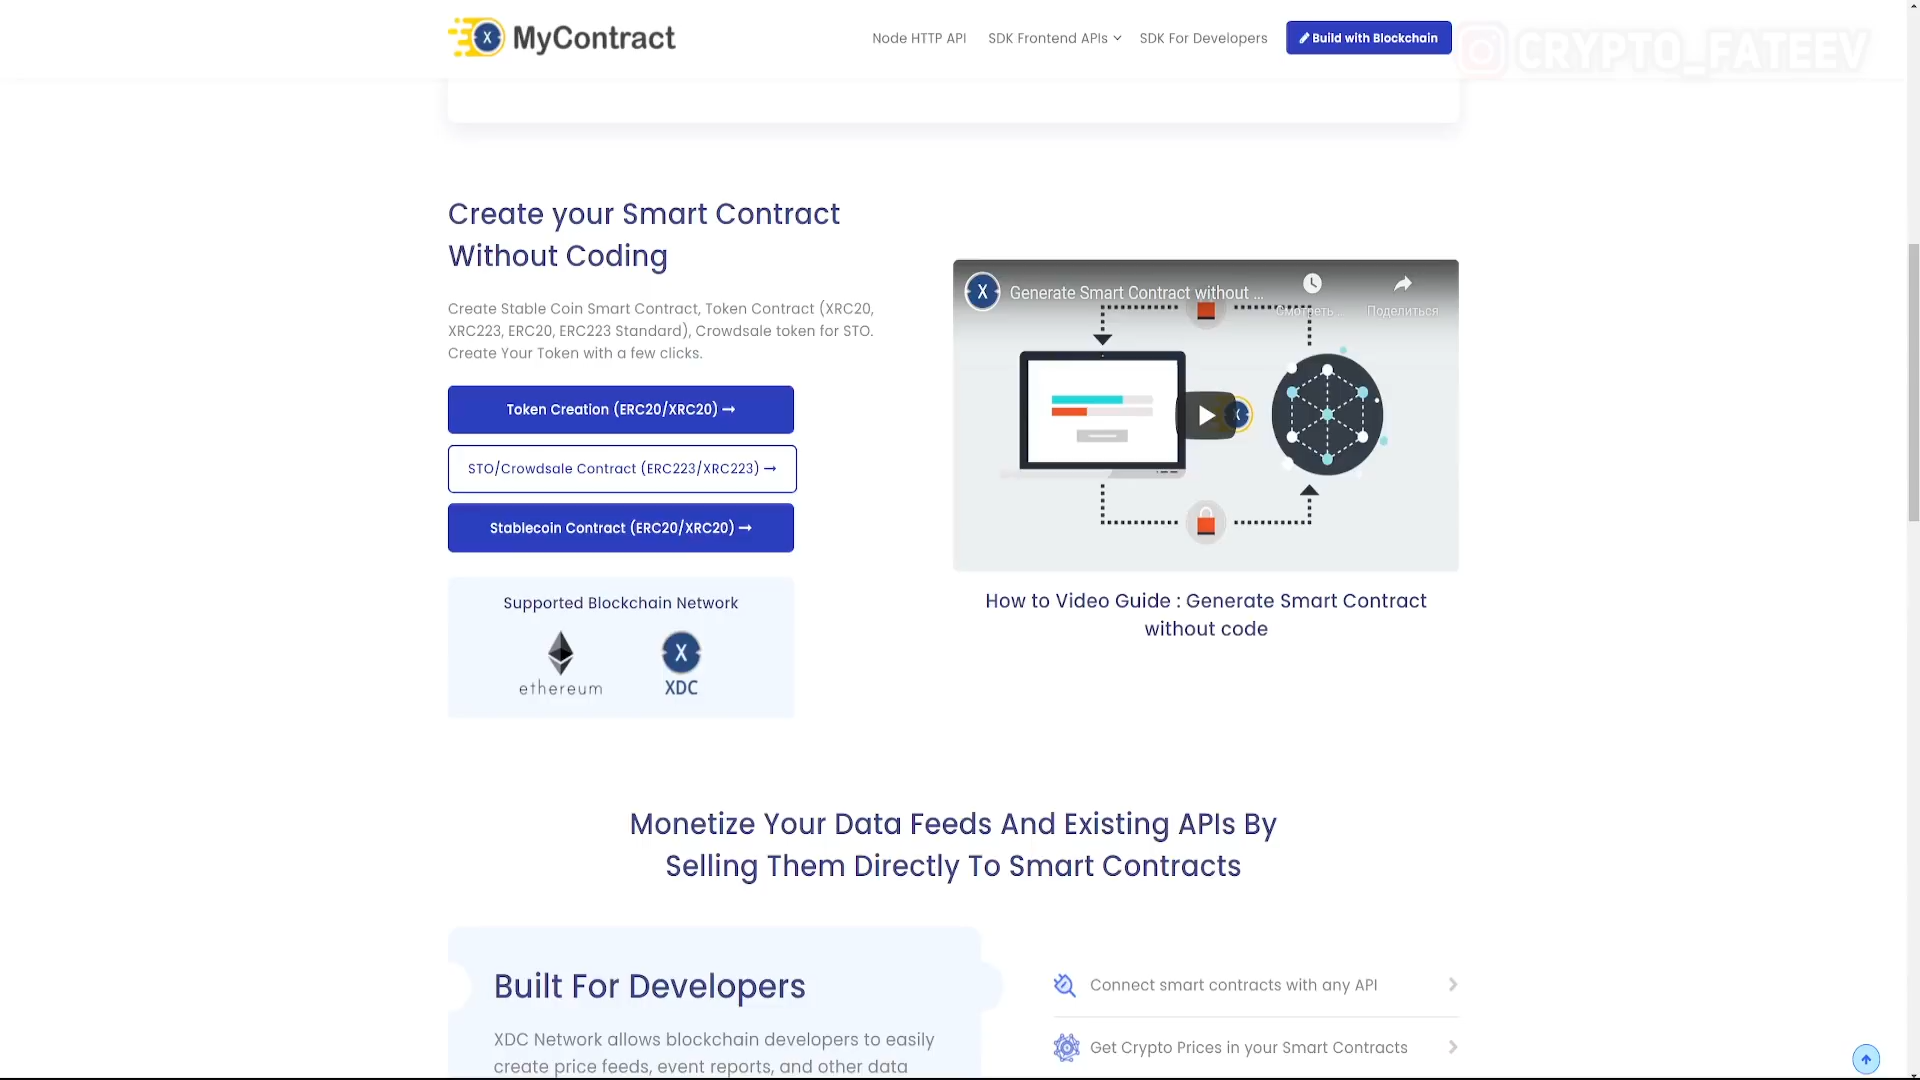 MyContract
Node HTTP API
SDK Frontend APIs
SDK For Developers
Build with Blockchain
CRYPTO_FATEEV
Create your Smart Contract
Without Coding
Create Stable Coin Smart Contract, Token Contract (XRC20,
XRC223, ERC20, ERC223 Standard), Crowdsale token for STO.
Create Your Token with a few clicks.
Token Creation (ERC20/XRC20)
STO/Crowdsale Contract (ERC223/XRC223)
Stablecoin Contract (ERC20/XRC20)
Supported Blockchain Network
ethereum
XDC
Generate Smart Contract without ...
Смотреть ...
Поделиться
How to Video Guide : Generate Smart Contract
without code
Monetize Your Data Feeds And Existing APIs By
Selling Them Directly To Smart Contracts
Built For Developers
XDC Network allows blockchain developers to easily
create price feeds, event reports, and other data
Connect smart contracts with any API
Get Crypto Prices in your Smart Contracts